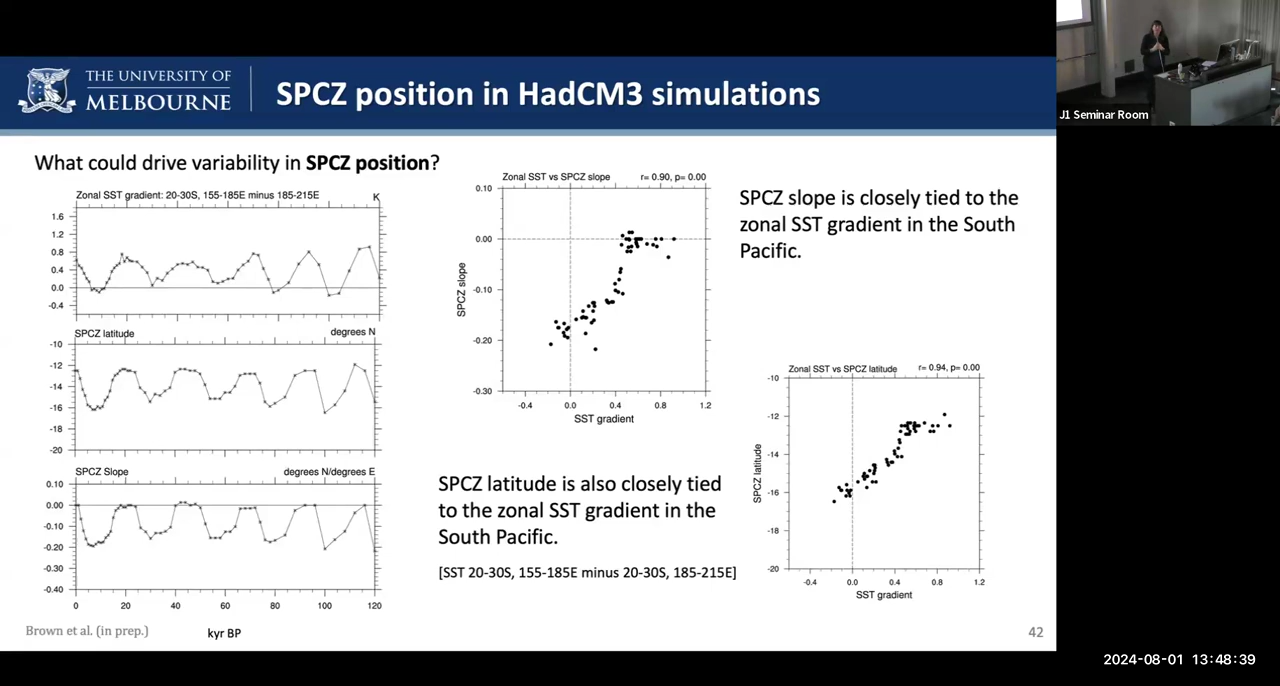 THE UNIVERSITY OF
MELBOURNE
SPCZ position in HadCM3 simulations
J1 Seminar Room
What could drive variability in SPCZ position?
Zonal SST gradient: 20-30S, 155-185E minus 185-215E
K
1.6
1.2
0.8
0.4
0.0
-0.4
SPCZ latitude
degrees N
-10
-12
-14
-16
-18
-20
SPCZ Slope
degrees N/degrees E
0.10
0.00
-0.10
-0.20
-0.30
-0.40
0 20 40 60 80 100 120
kyr BP
Zonal SST vs SPCZ slope
r= 0.90, p= 0.00
0.10
0.00
-0.10
-0.20
-0.30
SPCZ slope
-0.4 0.0 0.4 0.8 1.2
SST gradient
SPCZ slope is closely tied to the
zonal SST gradient in the South
Pacific.
SPCZ latitude is also closely tied
to the zonal SST gradient in the
South Pacific.
[SST 20-30S, 155-185E minus 20-30S, 185-215E]
Zonal SST vs SPCZ latitude
r= 0.94, p= 0.00
-10
-12
-14
-16
-18
-20
SPCZ latitude
-0.4 0.0 0.4 0.8 1.2
SST gradient
Brown et al. (in prep.)
42
2024-08-01 13:48:39